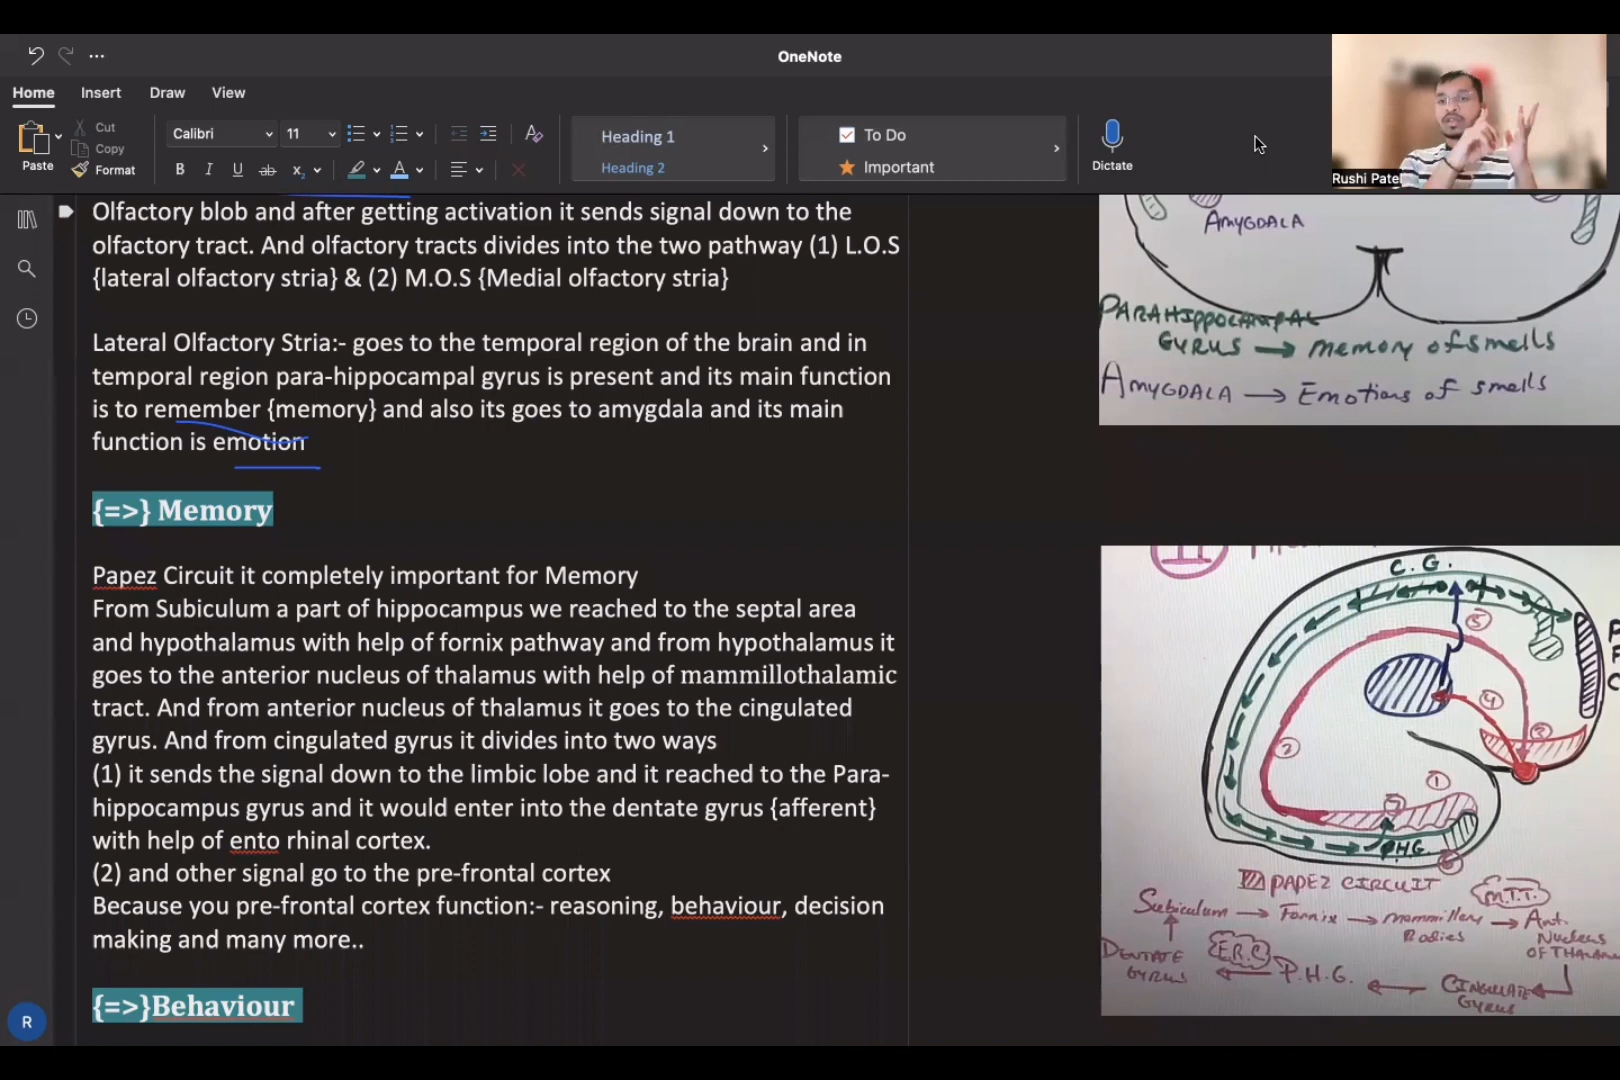 OneNote
Home Insert Draw View
Paste
Cut
Copy
Format
Calibri 11
B I U ab x₂ A
Heading 1
Heading 2
To Do
Important
Dictate
Rushi Patel
Olfactory blob and after getting activation it sends signal down to the
olfactory tract. And olfactory tracts divides into the two pathway (1) L.O.S
{lateral olfactory stria} & (2) M.O.S {Medial olfactory stria}
Lateral Olfactory Stria:- goes to the temporal region of the brain and in
temporal region para-hippocampal gyrus is present and its main function
is to remember {memory} and also its goes to amygdala and its main
function is emotion
{=>} Memory
Papez Circuit it completely important for Memory
From Subiculum a part of hippocampus we reached to the septal area
and hypothalamus with help of fornix pathway and from hypothalamus it
goes to the anterior nucleus of thalamus with help of mammillothalamic
tract. And from anterior nucleus of thalamus it goes to the cingulated
gyrus. And from cingulated gyrus it divides into two ways
(1) it sends the signal down to the limbic lobe and it reached to the Para-
hippocampus gyrus and it would enter into the dentate gyrus {afferent}
with help of ento rhinal cortex.
(2) and other signal go to the pre-frontal cortex
Because you pre-frontal cortex function:- reasoning, behaviour, decision
making and many more..
{=>}Behaviour
R
AMYGDALA
PARAHIPPOCAMPAL
GYRUS → memory of smells
AMYGDALA → Emotions of smells
C.G.
P
F
C
5
4
3
2
1
7
P.H.G.
6
PAPEZ CIRCUIT
M.T.T.
Subiculum → Fornix → mammillary → Ant.
Bodies Nucleus
OF THALAMU
DENTATE
GYRUS
E.R.C
← P.H.G. ← CINGULATE
GYRUS